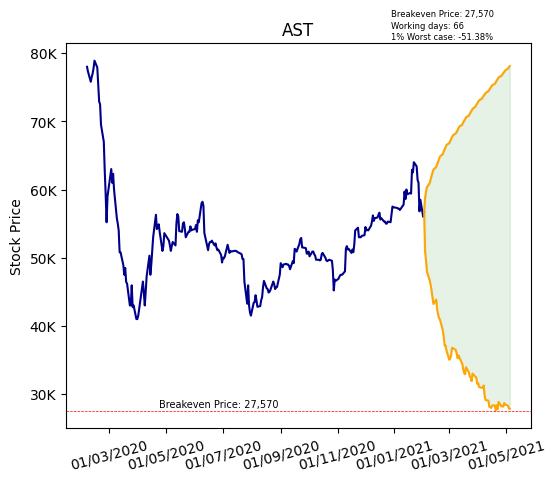 Breakeven Price: 27,570
Working days: 66
1% Worst case: -51.38%
AST
Stock Price
80K
70K
60K
50K
40K
30K
Breakeven Price: 27,570
01/03/2020
01/05/2020
01/07/2020
01/09/2020
01/11/2020
01/01/2021
01/03/2021
01/05/2021